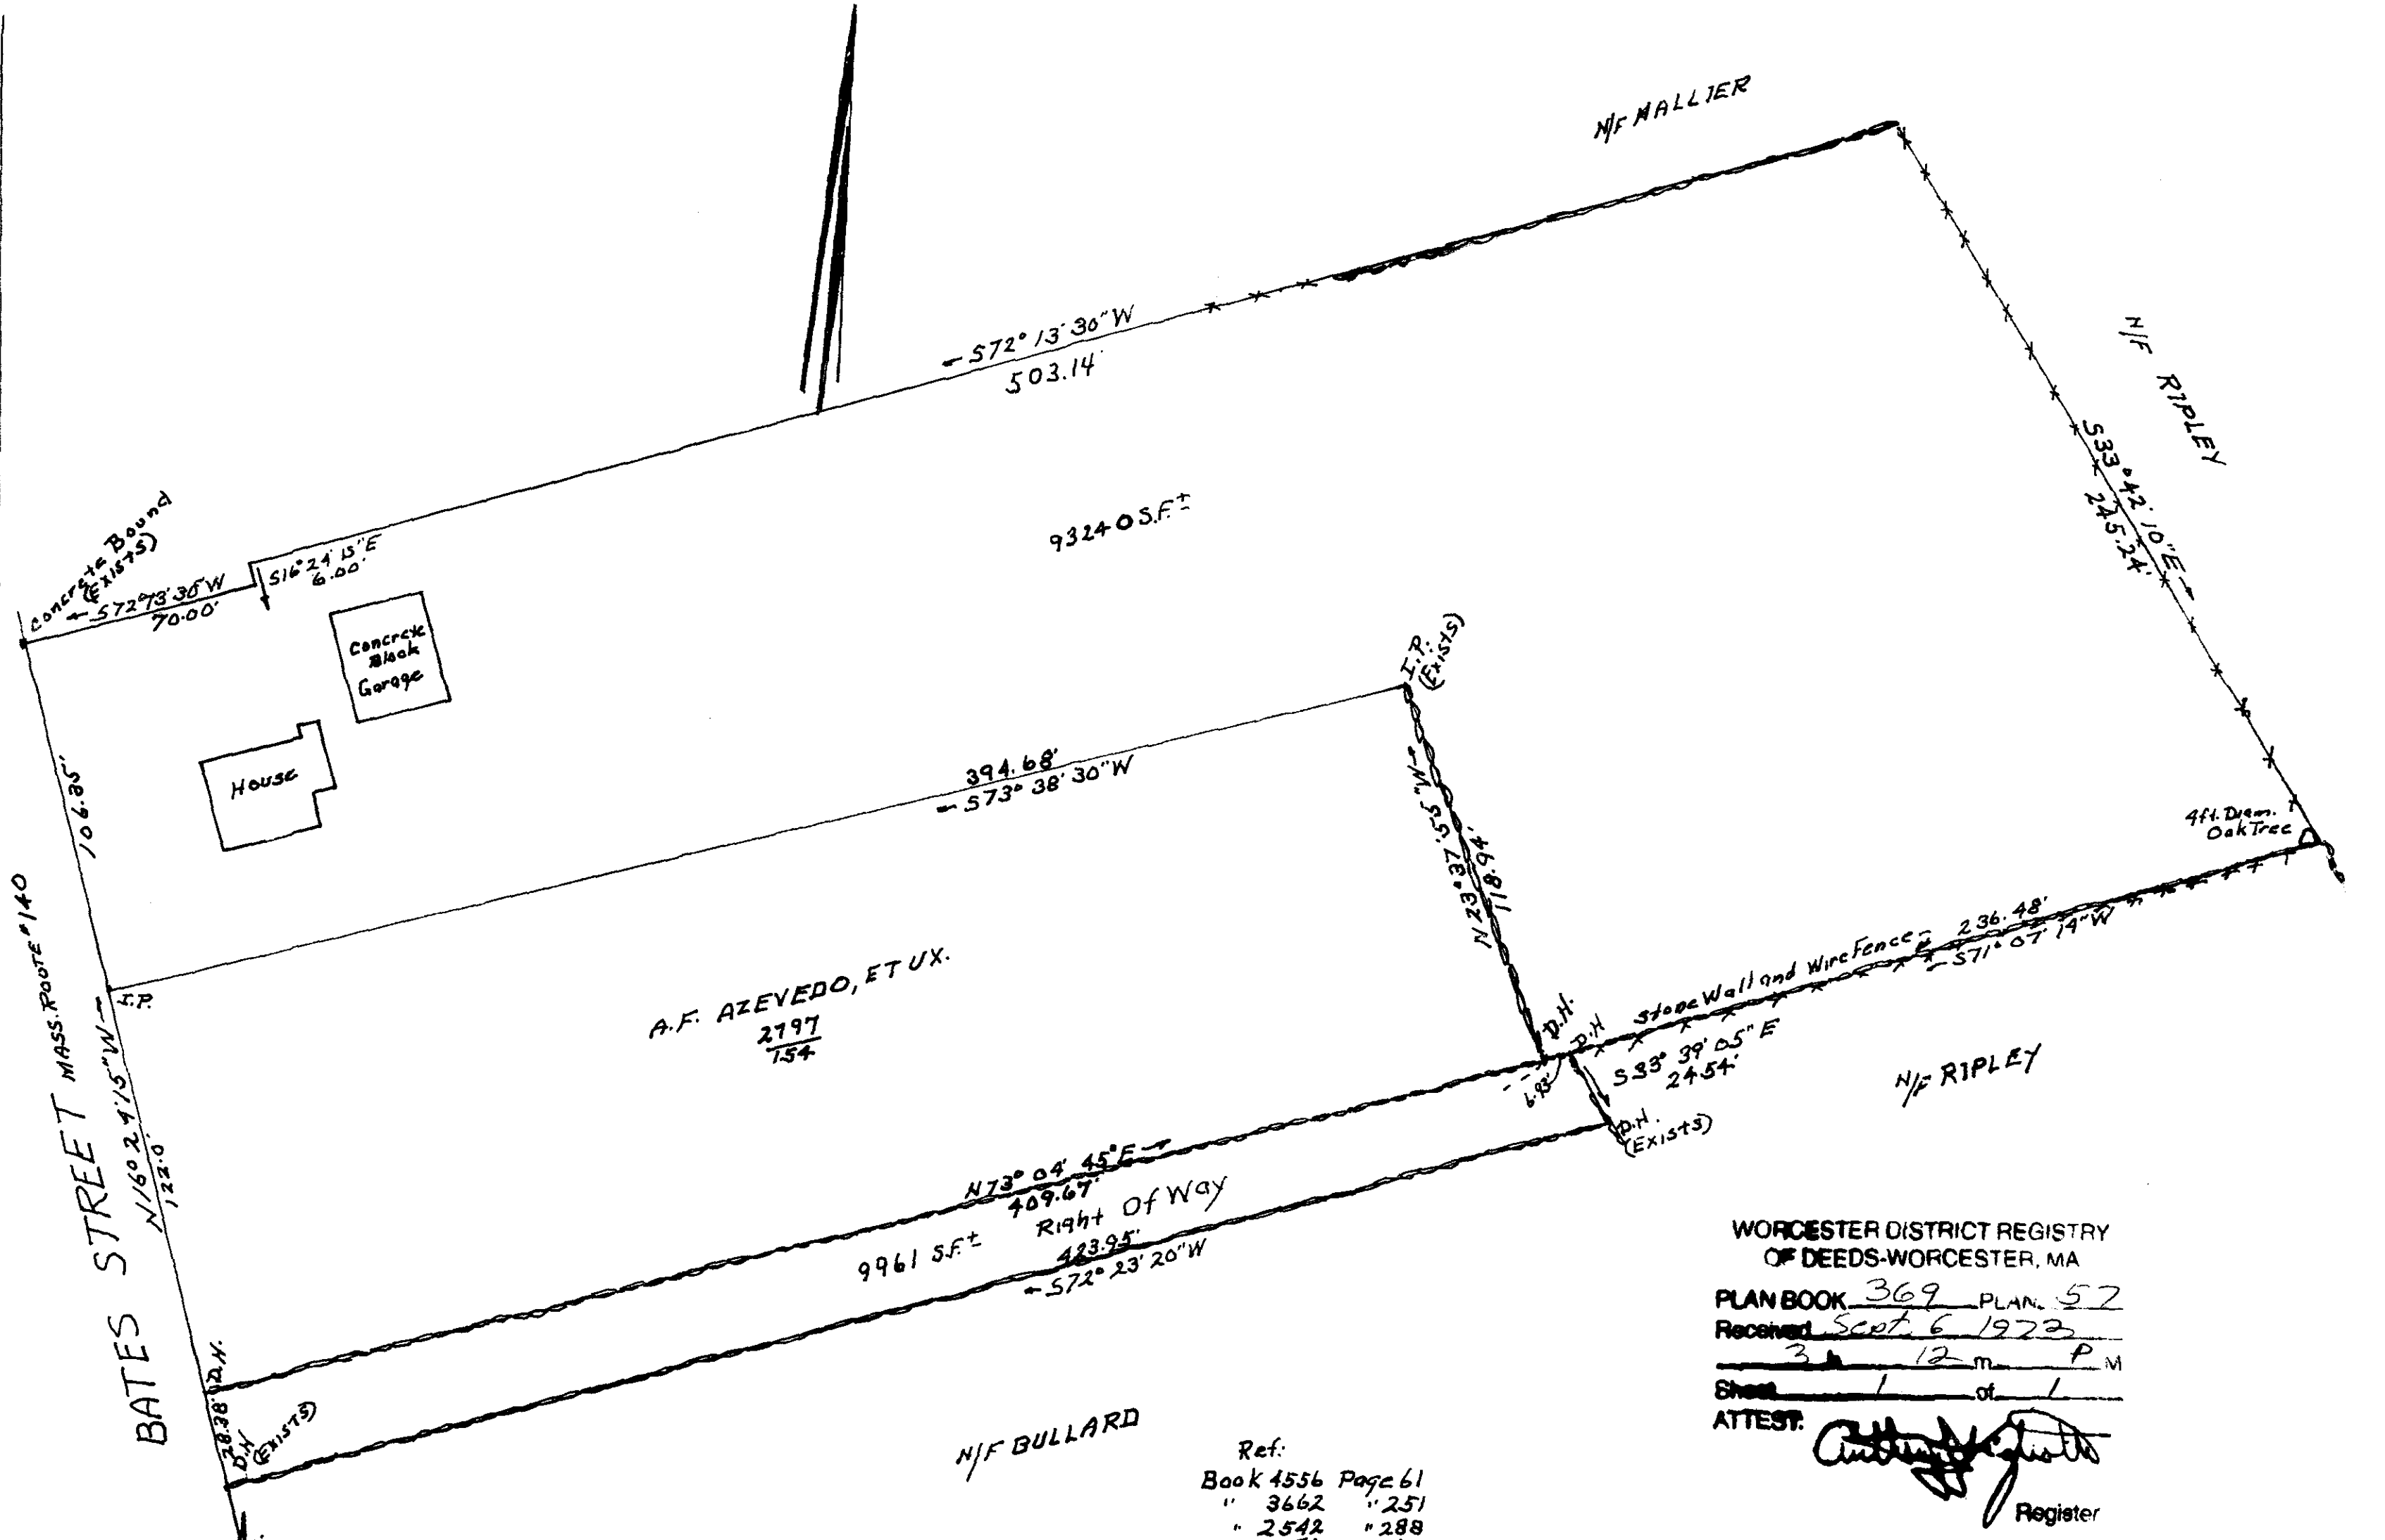 N/F MALLIER
← S72° 13' 30" W
503.14'
N/F RIPLEY
S33° 42' 10" E →
245.24'
93240 S.F.±
Concrete Bound
(Exists)
← S72° 13' 30" W
70.00'
S16° 24' 15" E
6.00'
Concrete
Block
Garage
House
106.85'
I.P.
(Exists)
394.68'
← S73° 38' 30" W
N 23° 37' 55" W →
118.94'
4ft. Diam.
Oak Tree
236.48'
Stone Wall and Wire Fence
← S71° 07' 14" W
D.H.
D.H
S33° 39' 05" E
24.54'
6.93'
D.H.
(Exists)
N/F RIPLEY
I.P.
A.F. AZEVEDO, ET UX.
2797
154
BATES STREET MASS. ROUTE #140
N16° 24' 15" W →
122.0'
N73° 04' 45" E →
409.67'
Right Of Way
9961 S.F.±
423.95'
← S72° 23' 20" W
D.H.
28.38'
D.H
(EXISTS)
N/F BULLARD
Ref:
Book 4556 Page 61
" 3662 " 251
" 2542 " 288
WORCESTER DISTRICT REGISTRY
OF DEEDS-WORCESTER, MA
PLAN BOOK 369 PLAN 57
Received Sept. 6 1973
3 h 12 m P M
Sheet 1 of 1
ATTEST:
Register